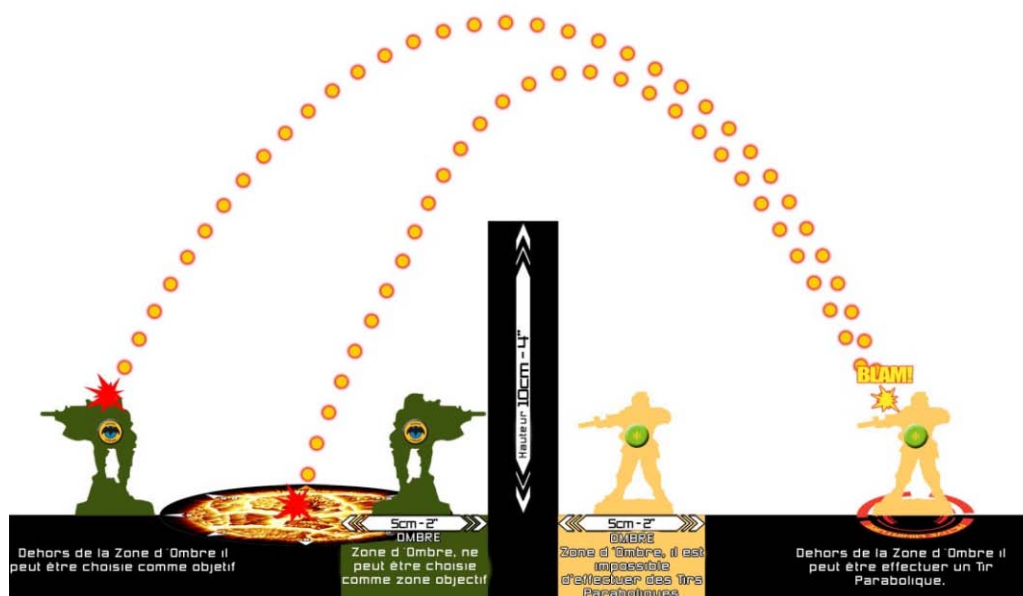 BLAM!
Hauteur 10cm-4"
5cm-2"
OMBRE
Dehors de la Zone d´Ombre il
peut être choisie comme objetif
Zone d´Ombre, ne
peut être choisie
comme zone objectif
5cm-2"
OMBRE
Zone d´Ombre, il est
impossible
d'effectuer des Tirs
Paraboliques
Dehors de la Zone d´Ombre il
peut être effectuer un Tir
Parabolique.